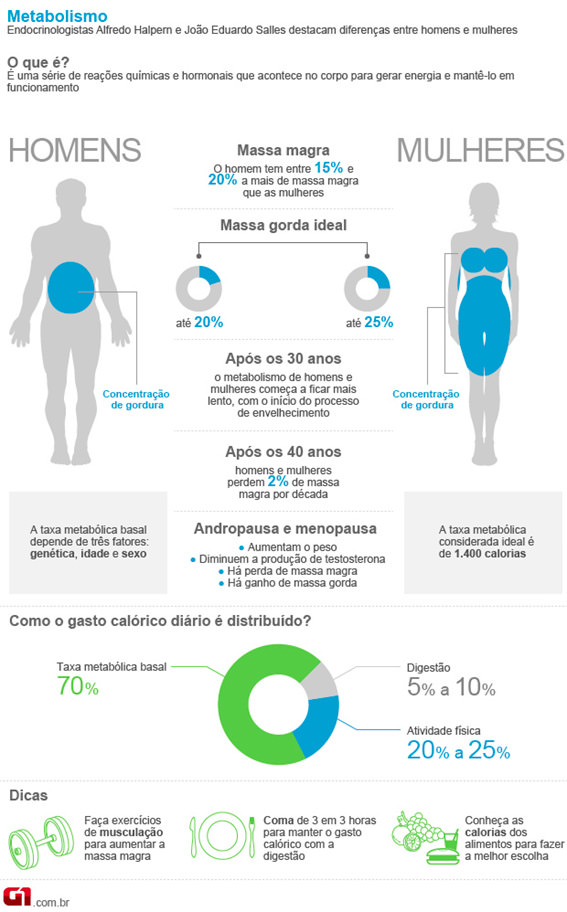 Metabolismo
Endocrinologistas Alfredo Halpern e João Eduardo Salles destacam diferenças entre homens e mulheres
O que é?
É uma série de reações químicas e hormonais que acontece no corpo para gerar energia e mantê-lo em
funcionamento
HOMENS
MULHERES
Massa magra
O homem tem entre 15% e
20% a mais de massa magra
que as mulheres
Massa gorda ideal
até 20%
até 25%
Concentração
de gordura
Concentração
de gordura
Após os 30 anos
o metabolismo de homens e
mulheres começa a ficar mais
lento, com o início do processo
de envelhecimento
Após os 40 anos
homens e mulheres
perdem 2% de massa
magra por década
A taxa metabólica basal
depende de três fatores:
genética, idade e sexo
Andropausa e menopausa
● Aumentam o peso
● Diminuem a produção de testosterona
● Há perda de massa magra
● Há ganho de massa gorda
A taxa metabólica
considerada ideal é
de 1.400 calorias
Como o gasto calórico diário é distribuído?
Taxa metabólica basal
70%
Digestão
5% a 10%
Atividade física
20% a 25%
Dicas
Faça exercícios
de musculação
para aumentar a
massa magra
Coma de 3 em 3 horas
para manter o gasto
calórico com a
digestão
Conheça as
calorias dos
alimentos para fazer
a melhor escolha
G1.com.br